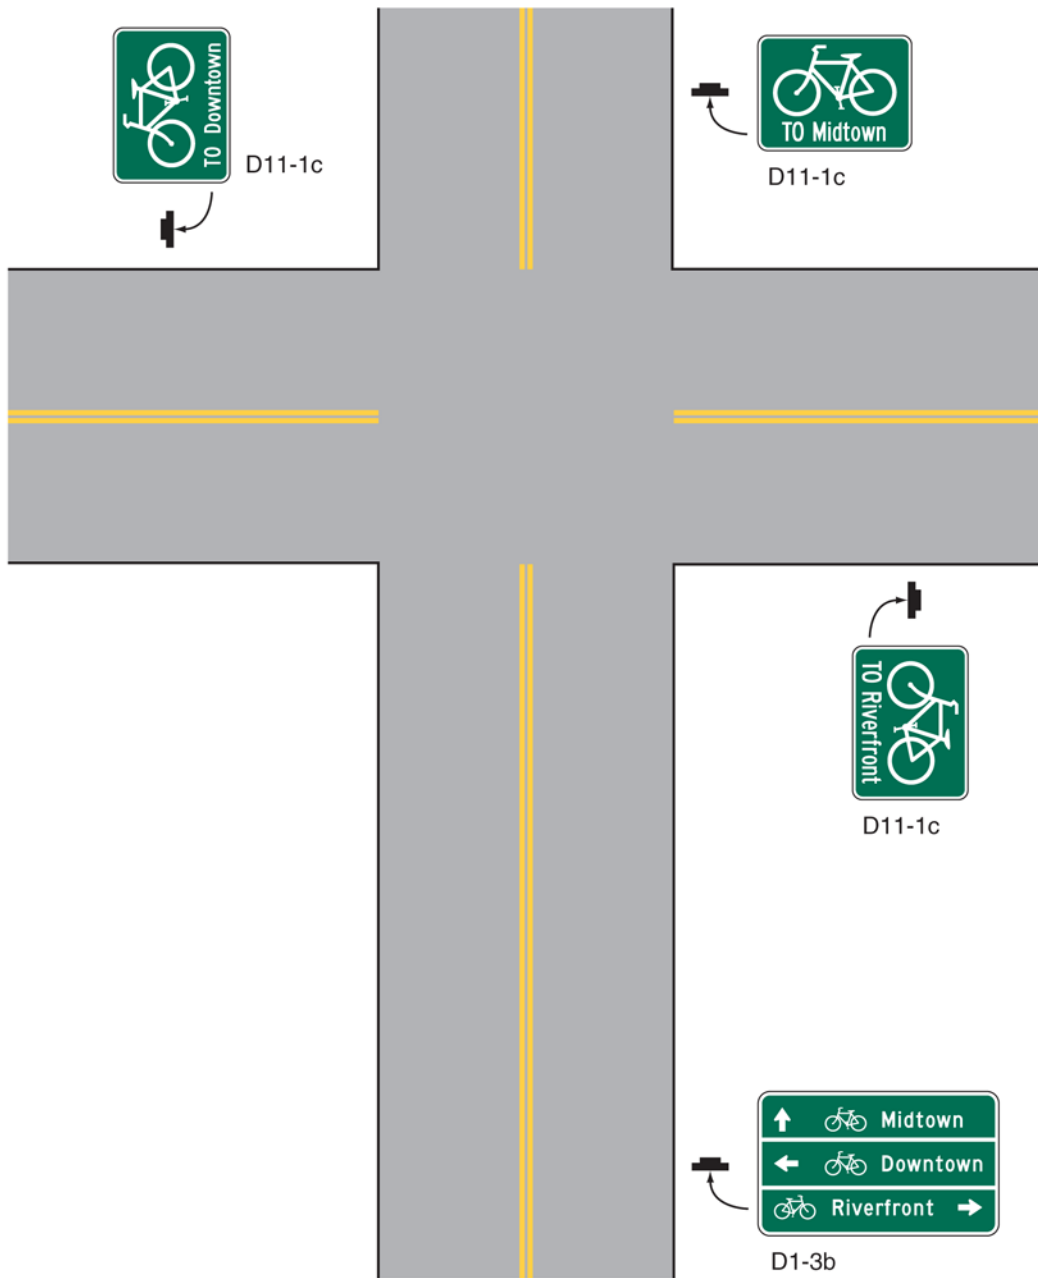 TO Downtown
D11-1c
TO Midtown
D11-1c
TO Riverfront
D11-1c
Midtown
Downtown
Riverfront
D1-3b